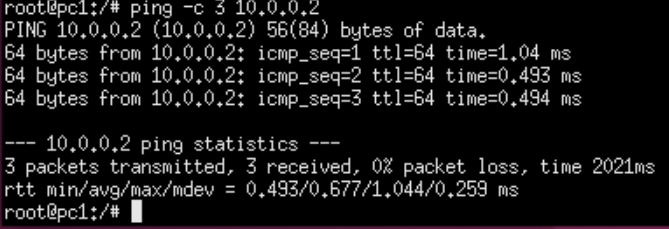 root@pc1:/# ping -c 3 10.0.0.2
PING 10.0.0.2 (10.0.0.2) 56(84) bytes of data.
64 bytes from 10.0.0.2: icmp_seq=1 ttl=64 time=1.04 ms
64 bytes from 10.0.0.2: icmp_seq=2 ttl=64 time=0.493 ms
64 bytes from 10.0.0.2: icmp_seq=3 ttl=64 time=0.494 ms

--- 10.0.0.2 ping statistics ---
3 packets transmitted, 3 received, 0% packet loss, time 2021ms
rtt min/avg/max/mdev = 0.493/0.677/1.044/0.259 ms
root@pc1:/#